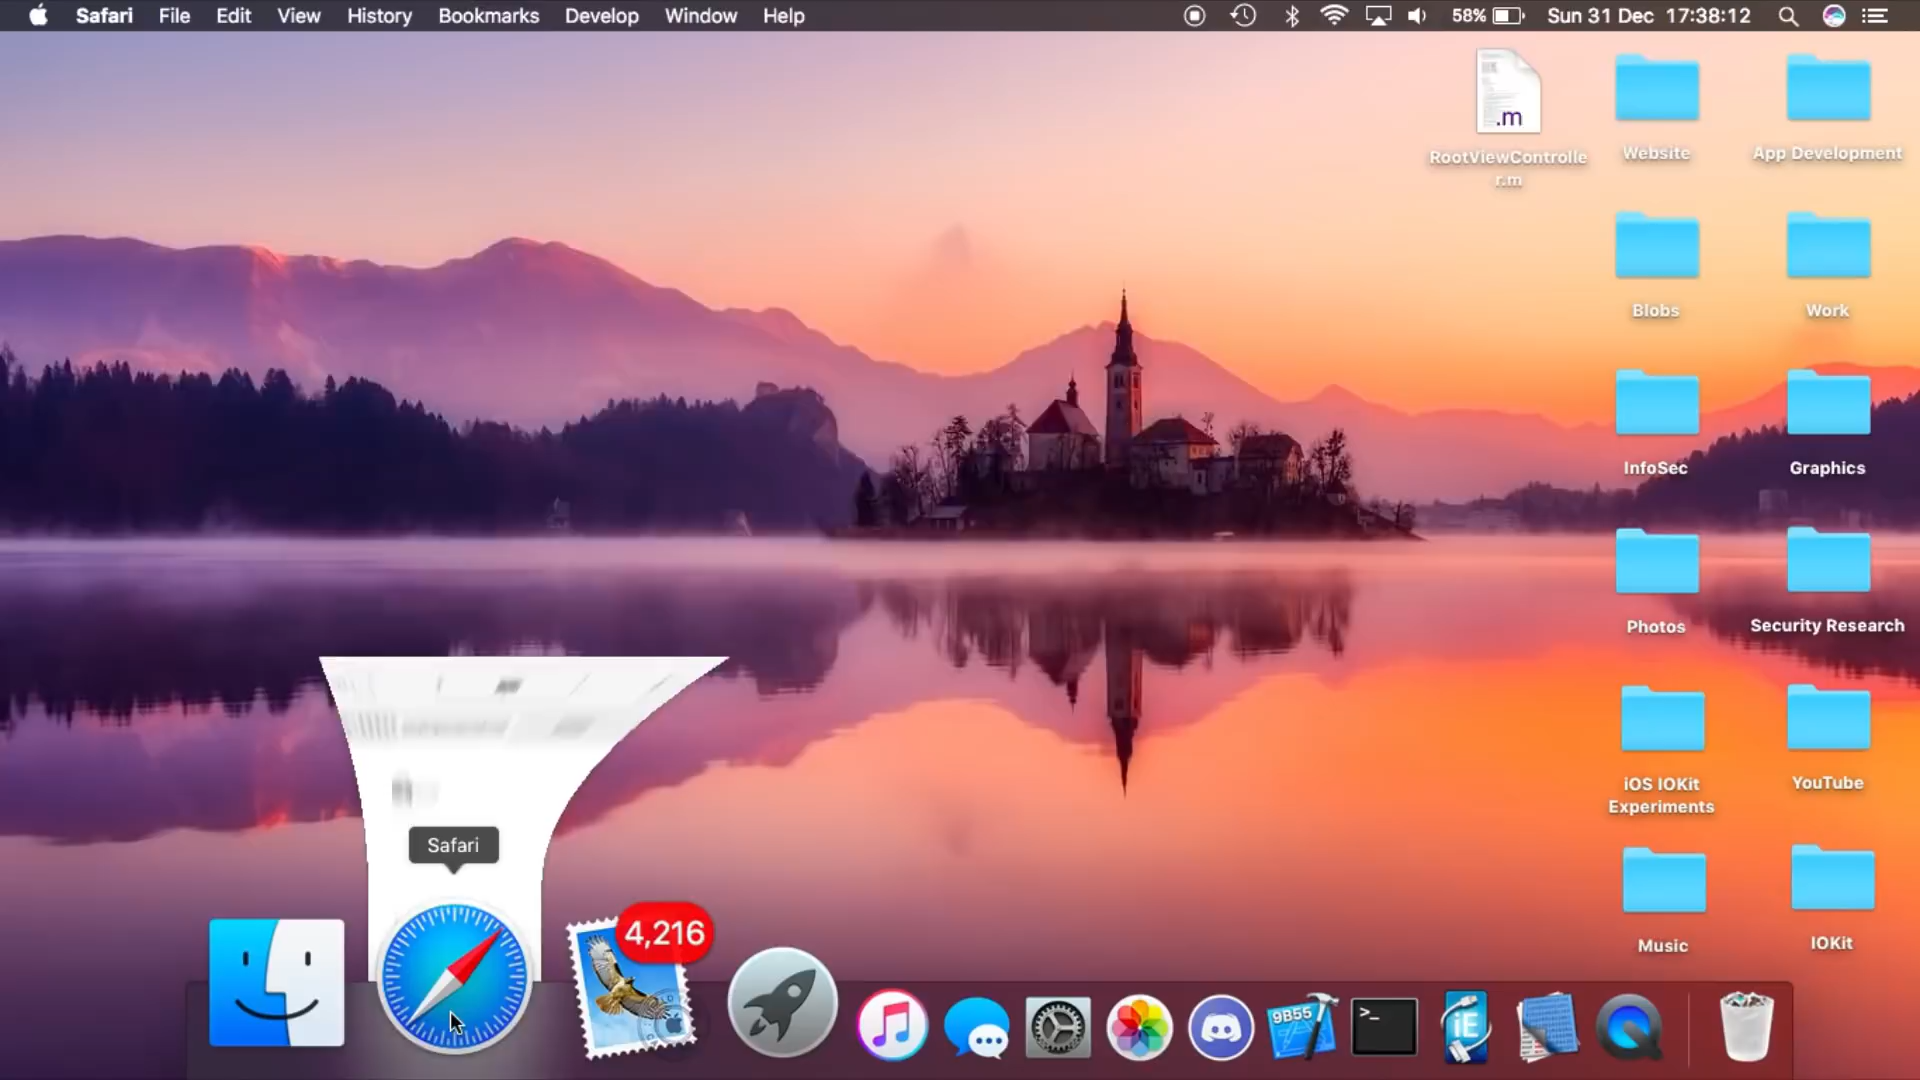 Safari File Edit View History Bookmarks Develop Window Help 58% Sun 31 Dec 17:38:12
.m
RootViewControlle
r.m
Website
App Development
Blobs
Work
InfoSec
Graphics
Photos
Security Research
iOS IOKit
Experiments
YouTube
Music
IOKit
Safari
4,216
9B55
>_
iE